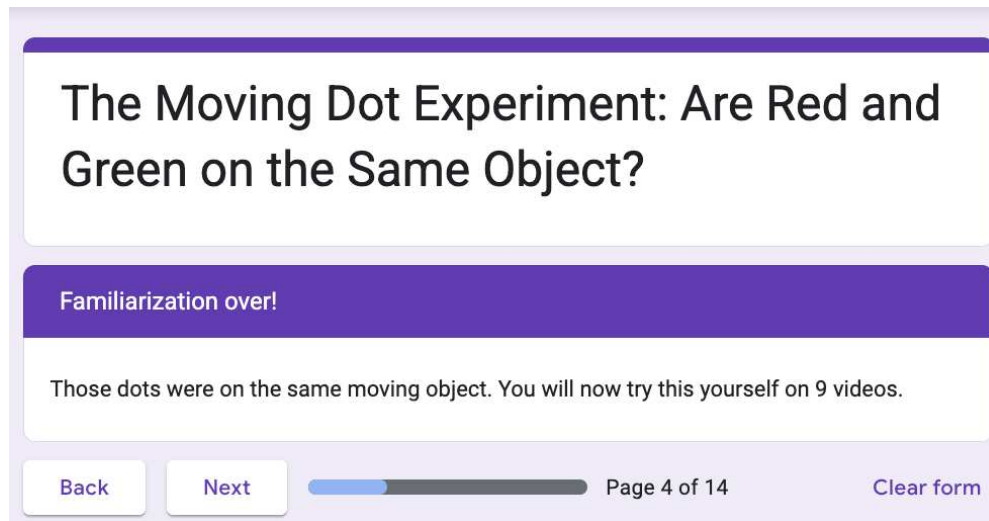 The Moving Dot Experiment: Are Red and
Green on the Same Object?
Familiarization over!
Those dots were on the same moving object. You will now try this yourself on 9 videos.
Back Next Page 4 of 14 Clear form